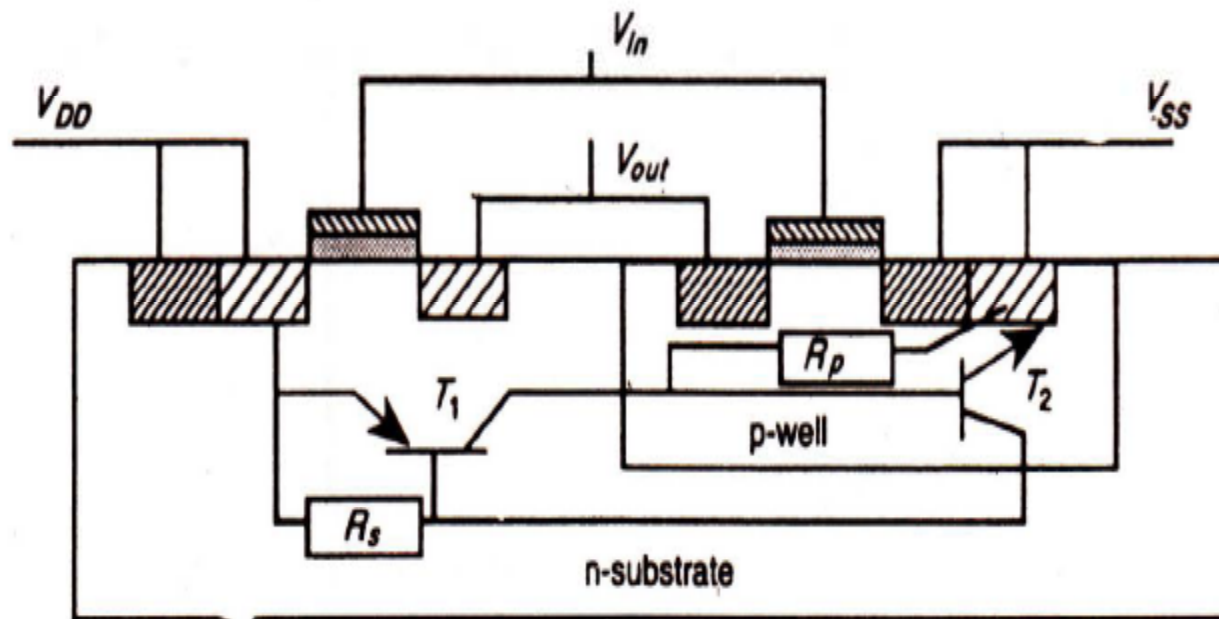 V_In
V_DD
V_SS
V_out
R_p
T_1
T_2
p-well
R_s
n-substrate